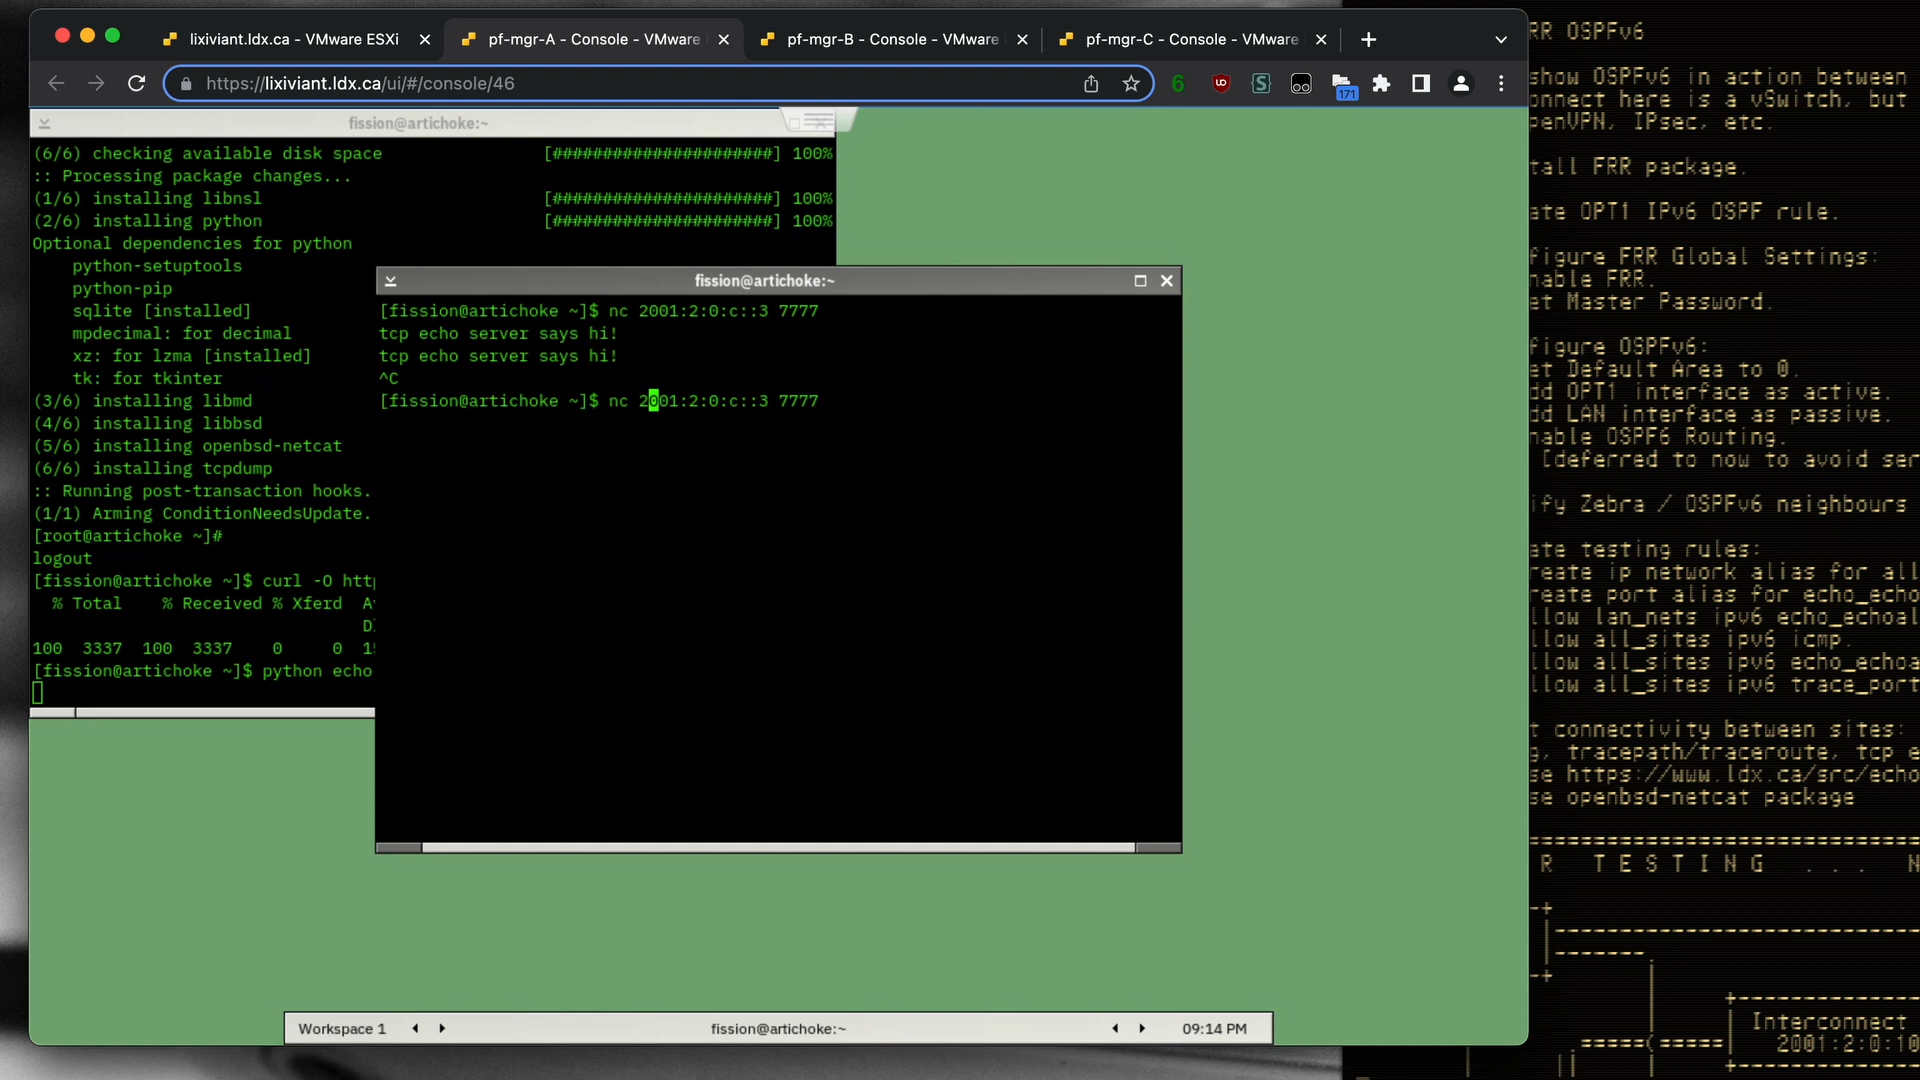 lixiviant.ldx.ca - VMware ESXi
pf-mgr-A - Console - VMware
pf-mgr-B - Console - VMware
pf-mgr-C - Console - VMware
https://lixiviant.ldx.ca/ui/#/console/46
6
171
fission@artichoke:~
(6/6) checking available disk space [######################] 100%
:: Processing package changes...
(1/6) installing libnsl [######################] 100%
(2/6) installing python [######################] 100%
Optional dependencies for python
python-setuptools
python-pip
sqlite [installed]
mpdecimal: for decimal
xz: for lzma [installed]
tk: for tkinter
(3/6) installing libmd
(4/6) installing libbsd
(5/6) installing openbsd-netcat
(6/6) installing tcpdump
:: Running post-transaction hooks.
(1/1) Arming ConditionNeedsUpdate.
[root@artichoke ~]#
logout
[fission@artichoke ~]$ curl -O htt
% Total % Received % Xferd
100 3337 100 3337 0 0
[fission@artichoke ~]$ python echo
fission@artichoke:~
[fission@artichoke ~]$ nc 2001:2:0:c::3 7777
tcp echo server says hi!
tcp echo server says hi!
^C
[fission@artichoke ~]$ nc 2001:2:0:c::3 7777
Workspace 1
fission@artichoke:~
09:14 PM
RR OSPFv6
show OSPFv6 in action between
onnect here is a vSwitch, but
penVPN, IPsec, etc.
tall FRR package.
ate OPT1 IPv6 OSPF rule.
figure FRR Global Settings:
nable FRR.
et Master Password.
figure OSPFv6:
et Default Area to 0.
dd OPT1 interface as active.
dd LAN interface as passive.
nable OSPF6 Routing.
[deferred to now to avoid ser
ify Zebra / OSPFv6 neighbours
ate testing rules:
reate ip network alias for all
reate port alias for echo_echo
llow lan_nets ipv6 echo_echoal
llow all_sites ipv6 icmp.
llow all_sites ipv6 echo_echoa
llow all_sites ipv6 trace_port
t connectivity between sites:
g, tracepath/traceroute, tcp e
se https://www.ldx.ca/src/echo
se openbsd-netcat package
R T E S T I N G . . . N
Interconnect
2001:2:0:10